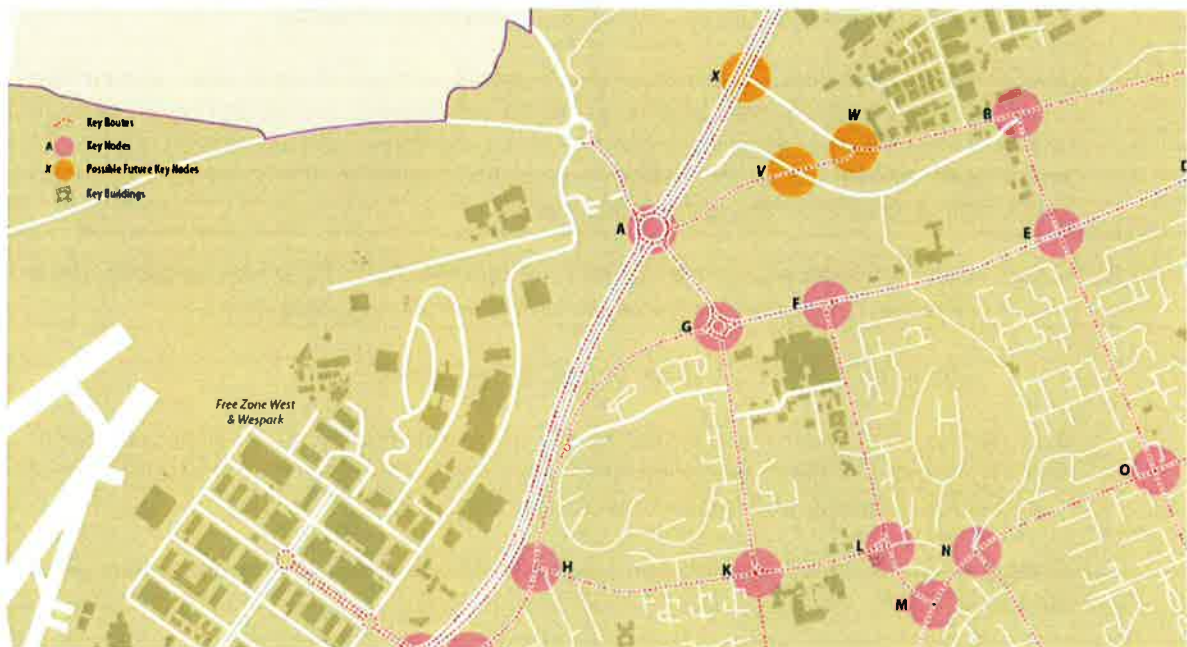 Key Routes
A Key Nodes
X Possible Future Key Nodes
Key Buildings
X
W
B
V
A
E
G
F
Free Zone West
& Wespark
O
H
K
L
N
M